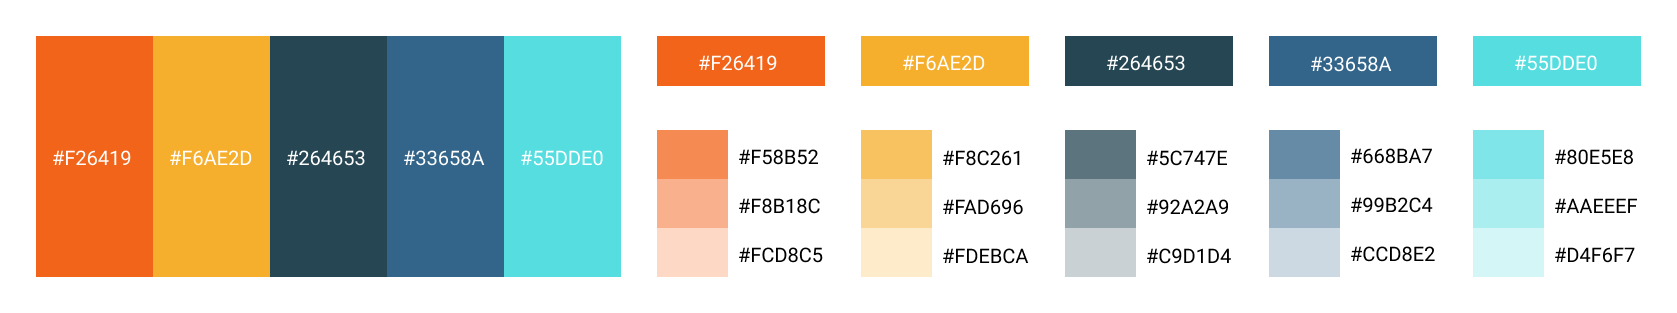 #F26419
#F6AE2D
#264653
#33658A
#55DDE0
#F26419
#F58B52
#F8B18C
#FCD8C5
#F6AE2D
#F8C261
#FAD696
#FDEBCA
#264653
#5C747E
#92A2A9
#C9D1D4
#33658A
#668BA7
#99B2C4
#CCD8E2
#55DDE0
#80E5E8
#AAEEEF
#D4F6F7